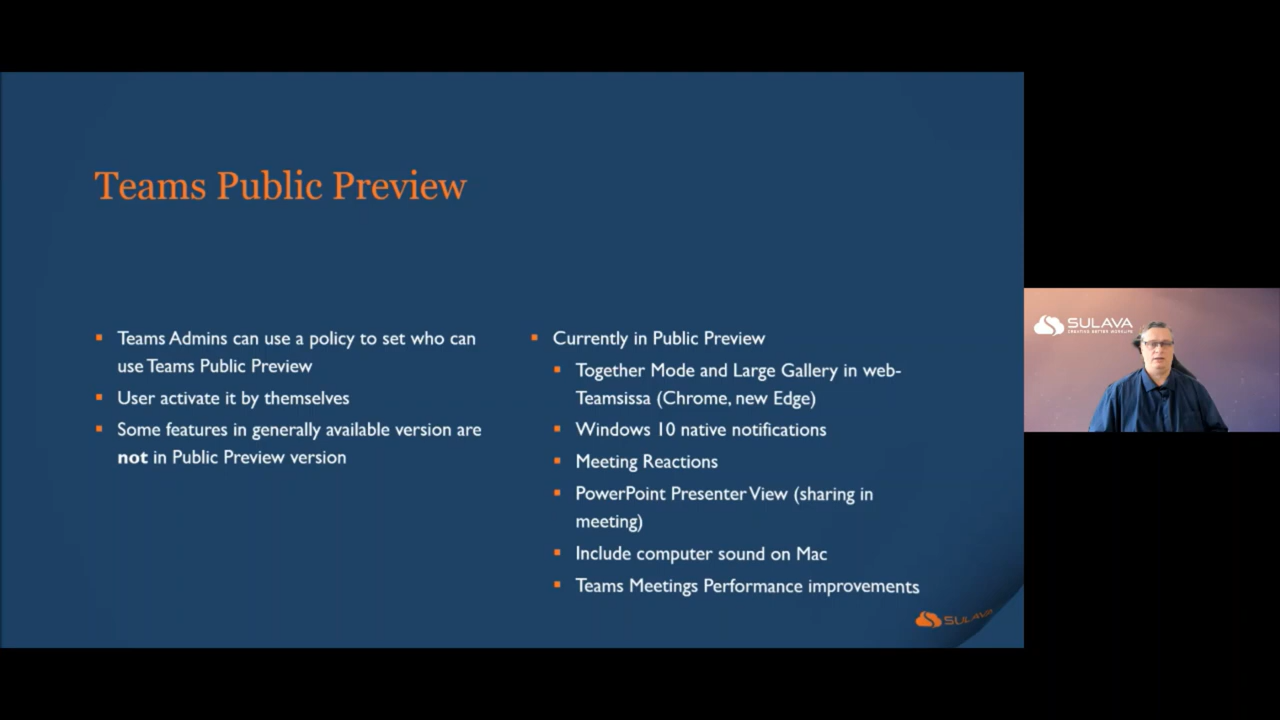 Teams Public Preview
Teams Admins can use a policy to set who can
use Teams Public Preview
User activate it by themselves
Some features in generally available version are
not in Public Preview version
Currently in Public Preview
Together Mode and Large Gallery in web-
Teamsissa (Chrome, new Edge)
Windows 10 native notifications
Meeting Reactions
PowerPoint Presenter View (sharing in
meeting)
Include computer sound on Mac
Teams Meetings Performance improvements
SULAVA
SULAVA